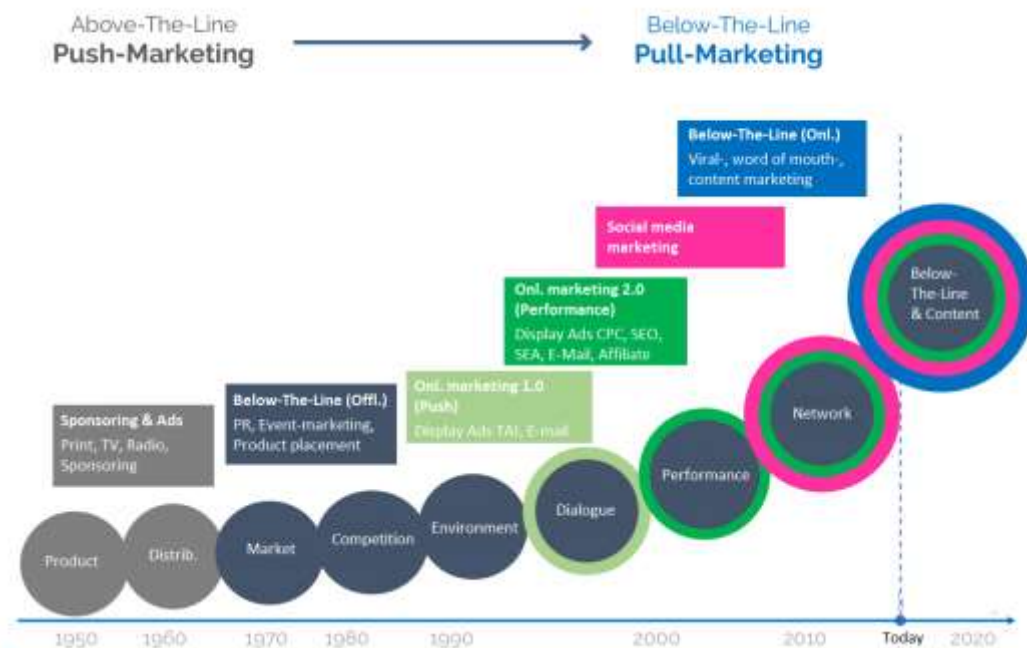 Above-The-Line
Push-Marketing
Below-The-Line
Pull-Marketing
Below-The-Line (Onl.)
Viral-, word of mouth-,
content marketing
Social media
marketing
Onl. marketing 2.0
(Performance)
Display Ads CPC, SEO,
SEA, E-Mail, Affiliate
Onl. marketing 1.0
(Push)
Display Ads TAI, E-mail
Below-The-Line (Offl.)
PR, Event-marketing,
Product placement
Sponsoring & Ads
Print, TV, Radio,
Sponsoring
Product
Distrib.
Market
Competition
Environment
Dialogue
Performance
Network
Below-
The-Line
& Content
1950
1960
1970
1980
1990
2000
2010
Today
2020